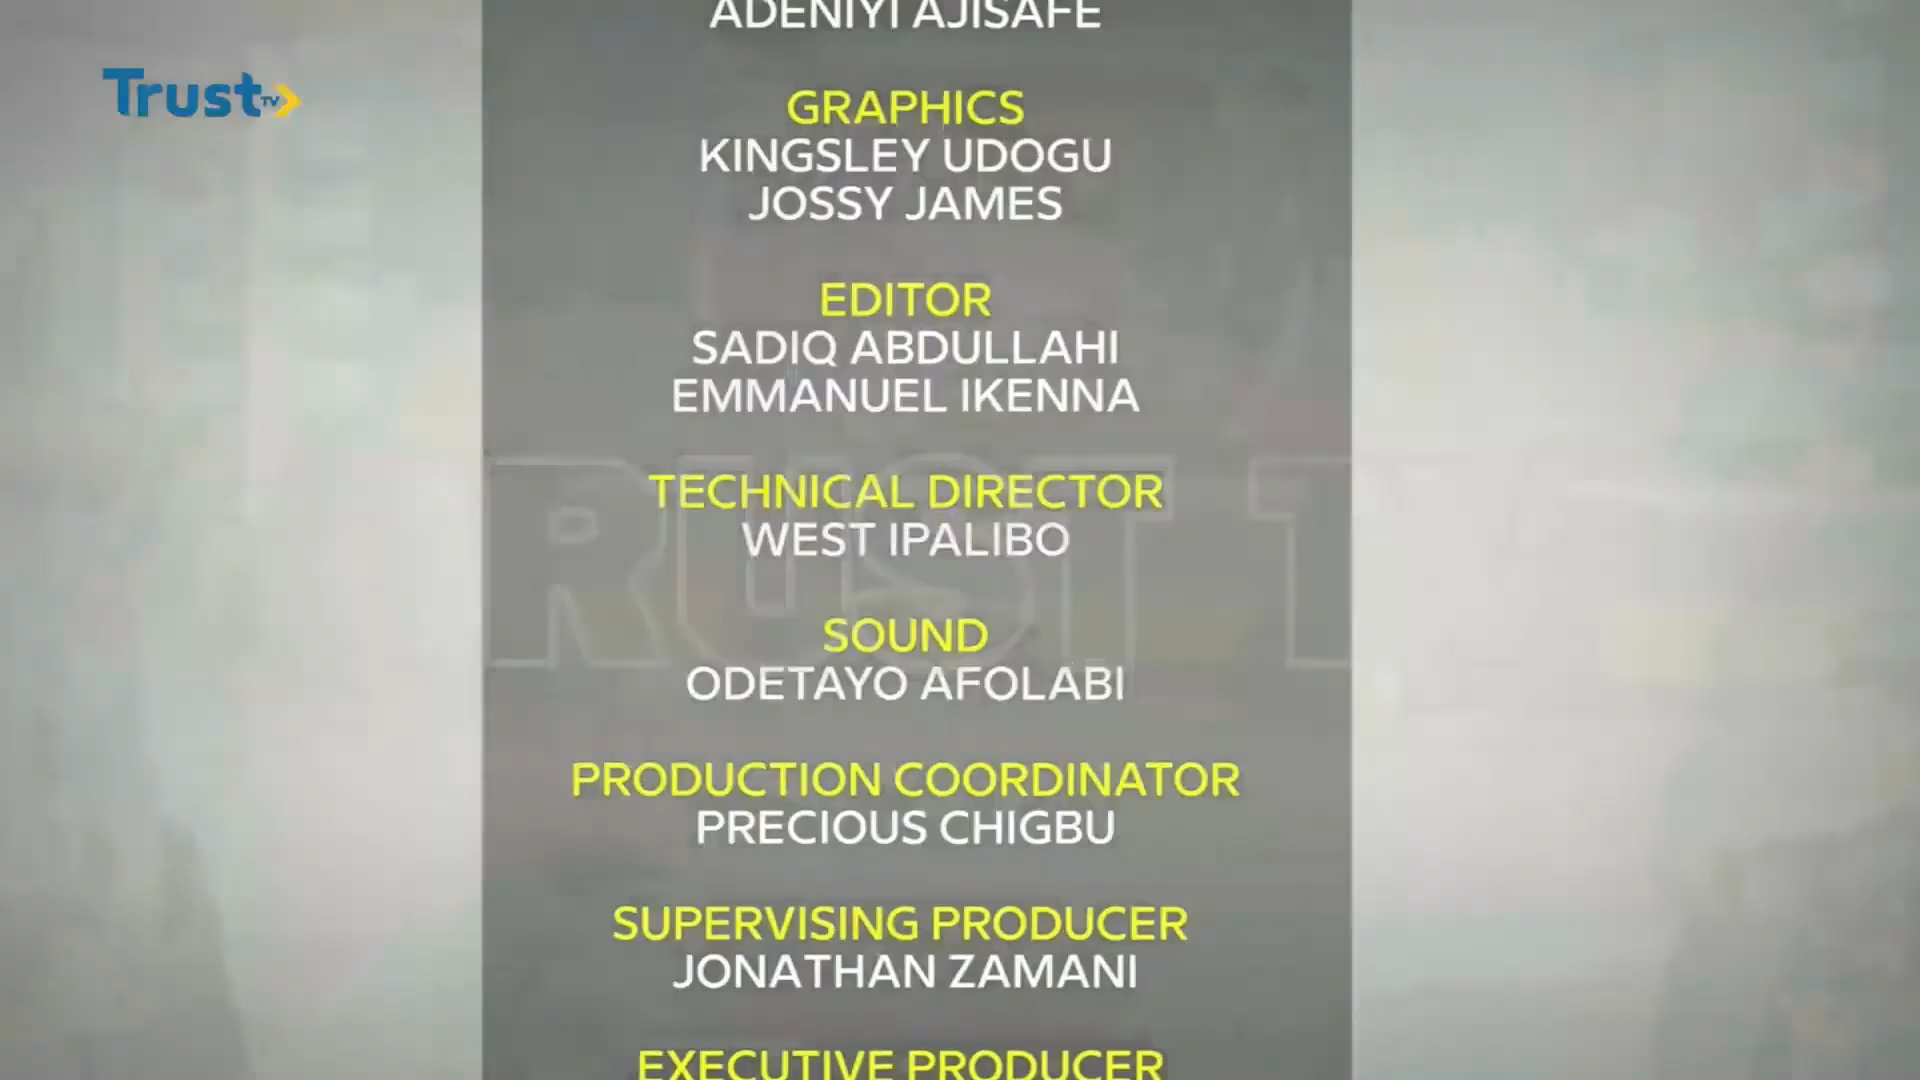 ADENIYI AJISAFE
Trust TV
GRAPHICS
KINGSLEY UDOGU
JOSSY JAMES
EDITOR
SADIQ ABDULLAHI
EMMANUEL IKENNA
RUST T
TECHNICAL DIRECTOR
WEST IPALIBO
SOUND
ODETAYO AFOLABI
PRODUCTION COORDINATOR
PRECIOUS CHIGBU
SUPERVISING PRODUCER
JONATHAN ZAMANI
EXECUTIVE PRODUCER